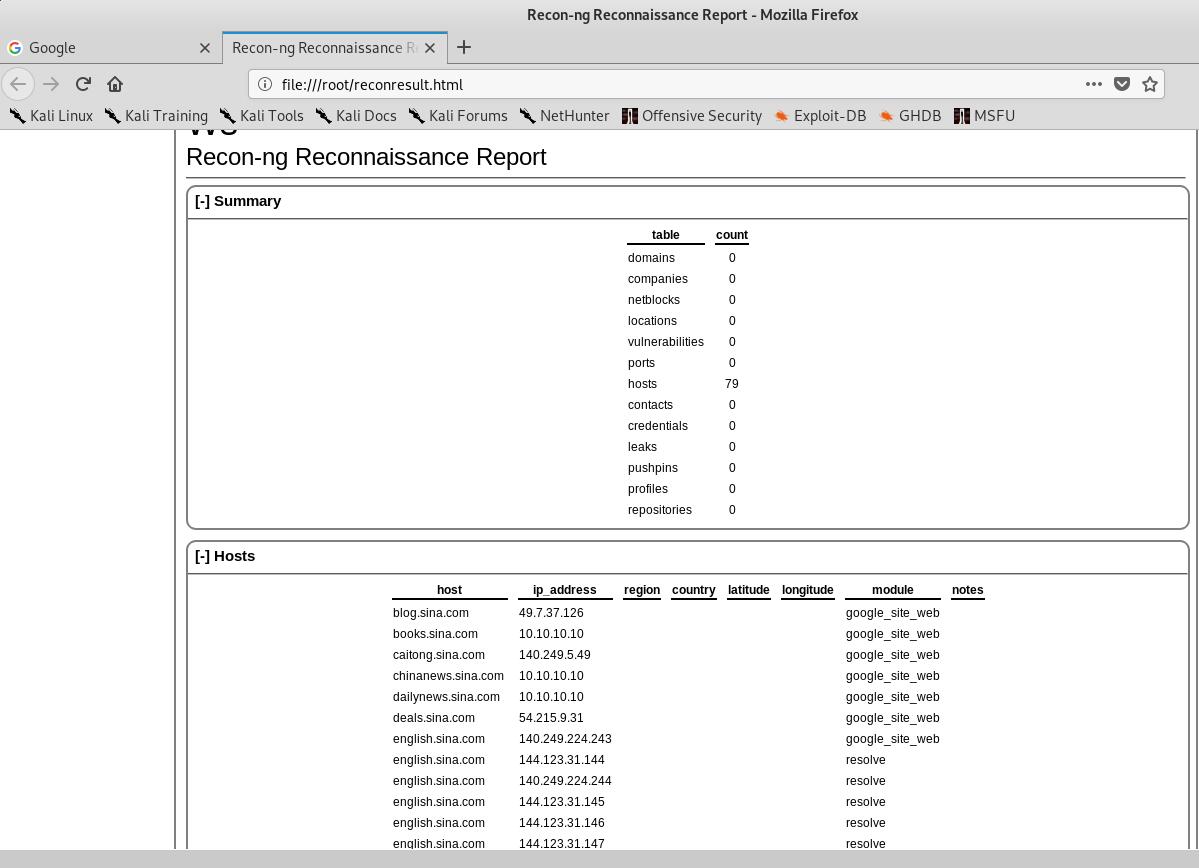 Recon-ng Reconnaissance Report - Mozilla Firefox
Google
Recon-ng Reconnaissance R
file:///root/reconresult.html
Kali Linux Kali Training Kali Tools Kali Docs Kali Forums NetHunter Offensive Security Exploit-DB GHDB MSFU
Recon-ng Reconnaissance Report
[-] Summary
table count
domains 0
companies 0
netblocks 0
locations 0
vulnerabilities 0
ports 0
hosts 79
contacts 0
credentials 0
leaks 0
pushpins 0
profiles 0
repositories 0
[-] Hosts
host ip_address region country latitude longitude module notes
blog.sina.com 49.7.37.126 google_site_web
books.sina.com 10.10.10.10 google_site_web
caitong.sina.com 140.249.5.49 google_site_web
chinanews.sina.com 10.10.10.10 google_site_web
dailynews.sina.com 10.10.10.10 google_site_web
deals.sina.com 54.215.9.31 google_site_web
english.sina.com 140.249.224.243 google_site_web
english.sina.com 144.123.31.144 resolve
english.sina.com 140.249.224.244 resolve
english.sina.com 144.123.31.145 resolve
english.sina.com 144.123.31.146 resolve
english.sina.com 144.123.31.147 resolve